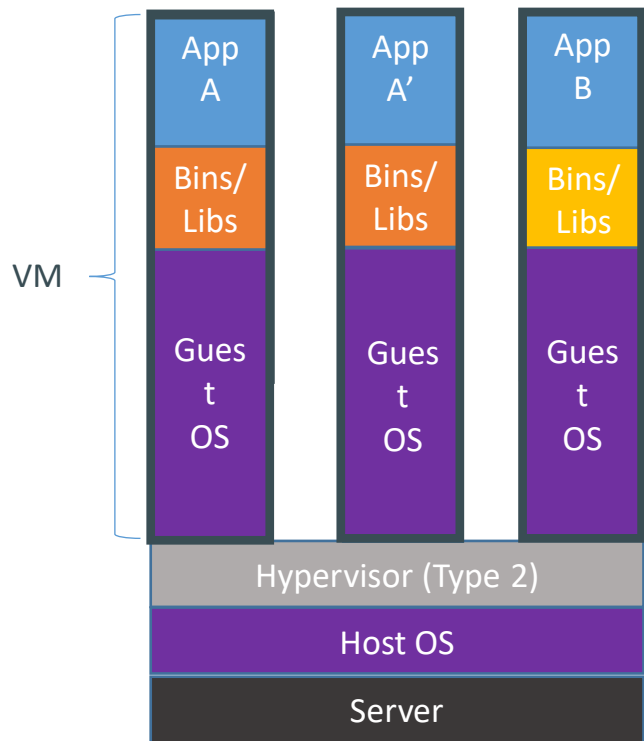 App
A
Bins/
Libs
Gues
t
OS
App
A’
Bins/
Libs
Gues
t
OS
App
B
Bins/
Libs
Gues
t
OS
VM
Hypervisor (Type 2)
Host OS
Server